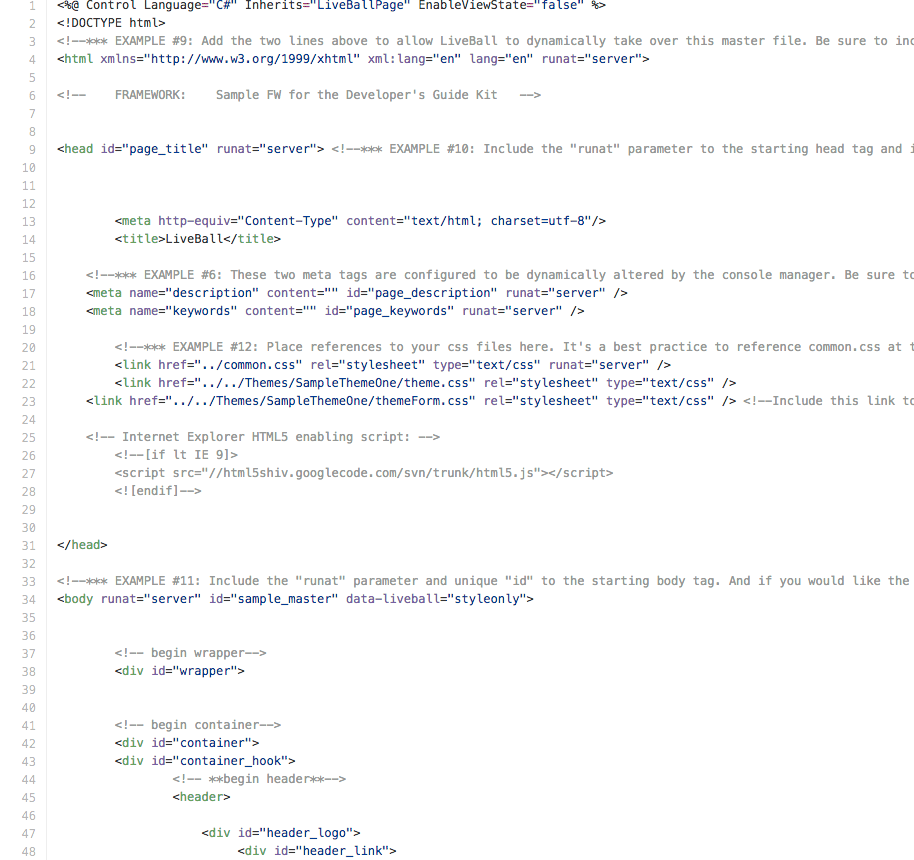 1 <%@ Control Language="C#" Inherits="LiveBallPage" EnableViewState="false" %>
2 <!DOCTYPE html>
3 <!--*** EXAMPLE #9: Add the two lines above to allow LiveBall to dynamically take over this master file. Be sure to
4 <html xmlns="http://www.w3.org/1999/xhtml" xml:lang="en" lang="en" runat="server">
5
6 <!--    FRAMEWORK:    Sample FW for the Developer's Guide Kit   -->
7
8
9 <head id="page_title" runat="server"> <!--*** EXAMPLE #10: Include the "runat" parameter to the starting head tag and
10
11
12
13         <meta http-equiv="Content-Type" content="text/html; charset=utf-8"/>
14         <title>LiveBall</title>
15
16     <!--*** EXAMPLE #6: These two meta tags are configured to be dynamically altered by the console manager. Be sure
17     <meta name="description" content="" id="page_description" runat="server" />
18     <meta name="keywords" content="" id="page_keywords" runat="server" />
19
20         <!--*** EXAMPLE #12: Place references to your css files here. It's a best practice to reference common.css at
21         <link href="../common.css" rel="stylesheet" type="text/css" runat="server" />
22         <link href="../../Themes/SampleThemeOne/theme.css" rel="stylesheet" type="text/css" />
23     <link href="../../Themes/SampleThemeOne/themeForm.css" rel="stylesheet" type="text/css" /> <!--Include this link
24
25     <!-- Internet Explorer HTML5 enabling script: -->
26         <!--[if lt IE 9]>
27         <script src="//html5shiv.googlecode.com/svn/trunk/html5.js"></script>
28         <![endif]-->
29
30
31 </head>
32
33 <!--*** EXAMPLE #11: Include the "runat" parameter and unique "id" to the starting body tag. And if you would like the
34 <body runat="server" id="sample_master" data-liveball="styleonly">
35
36
37         <!-- begin wrapper-->
38         <div id="wrapper">
39
40
41         <!-- begin container-->
42         <div id="container">
43         <div id="container_hook">
44                 <!-- **begin header**-->
45                 <header>
46
47                     <div id="header_logo">
48                          <div id="header_link">